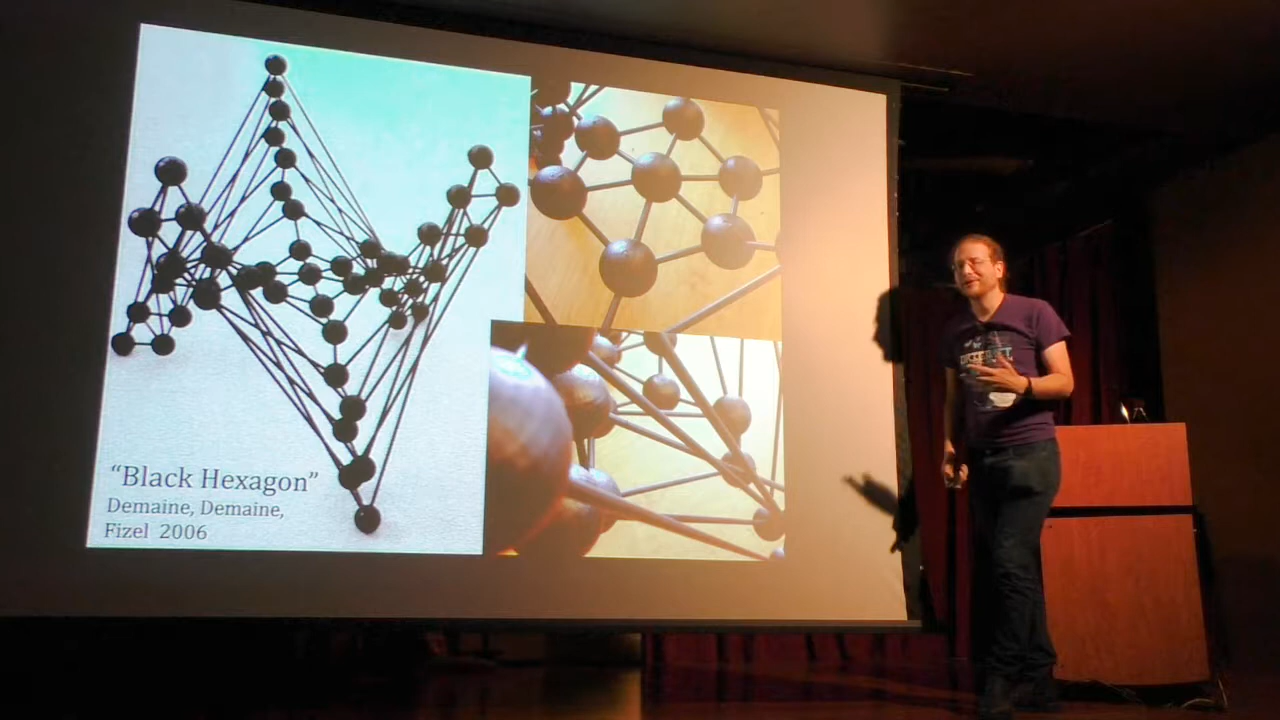 “Black Hexagon”
Demaine, Demaine,
Fizel 2006